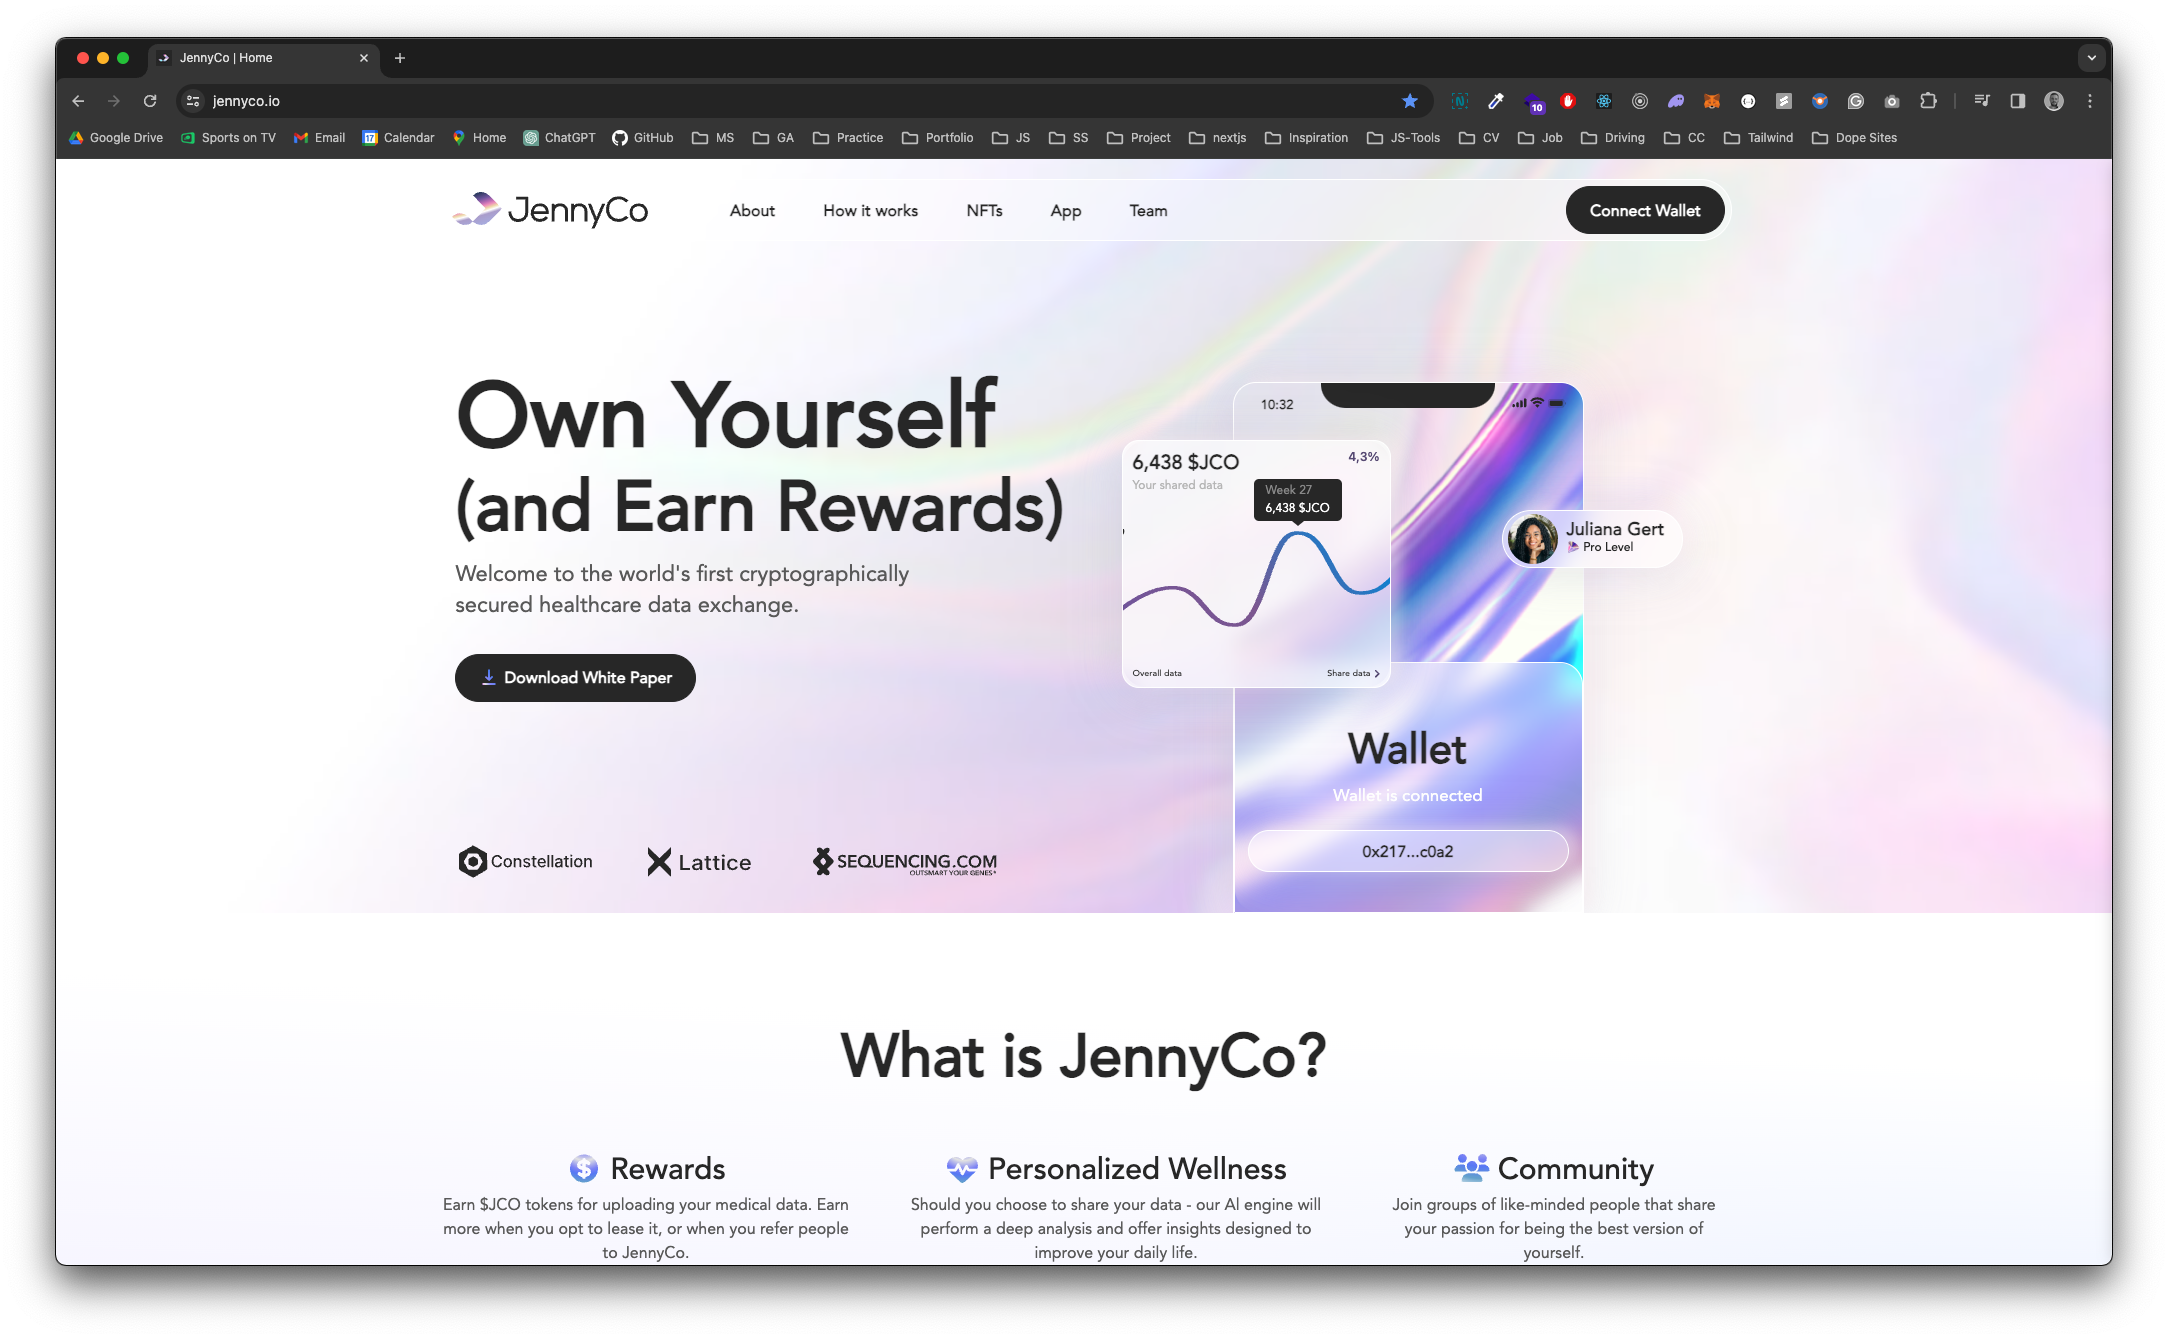 JennyCo | Home
jennyco.io
10
Google Drive
Sports on TV
Email
17
Calendar
Home
ChatGPT
GitHub
MS
GA
Practice
Portfolio
JS
SS
Project
nextjs
Inspiration
JS-Tools
CV
Job
Driving
CC
Tailwind
Dope Sites
JennyCo
About
How it works
NFTs
App
Team
Connect Wallet
Own Yourself
(and Earn Rewards)
Welcome to the world's first cryptographically
secured healthcare data exchange.
Download White Paper
Constellation
Lattice
SEQUENCING.COM
OUTSMART YOUR GENES®
10:32
6,438 $JCO
4,3%
Your shared data
Week 27
6,438 $JCO
Overall data
Share data
Juliana Gert
Pro Level
Wallet
Wallet is connected
0x217...c0a2
What is JennyCo?
Rewards
Earn $JCO tokens for uploading your medical data. Earn
more when you opt to lease it, or when you refer people
to JennyCo.
Personalized Wellness
Should you choose to share your data - our AI engine will
perform a deep analysis and offer insights designed to
improve your daily life.
Community
Join groups of like-minded people that share
your passion for being the best version of
yourself.